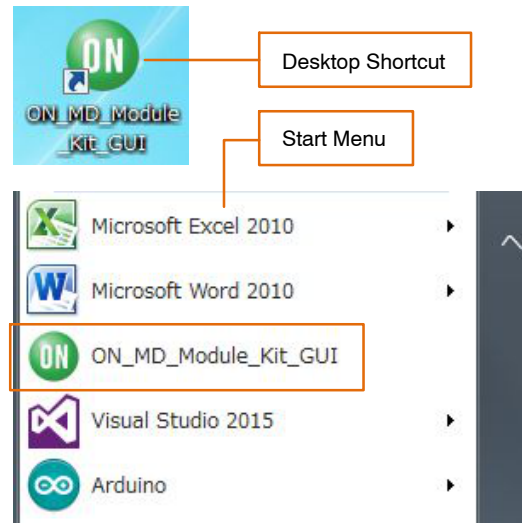 ON
Desktop Shortcut
ON_MD_Module
_Kit_GUI
Start Menu
Microsoft Excel 2010
Microsoft Word 2010
ON
ON_MD_Module_Kit_GUI
Visual Studio 2015
Arduino